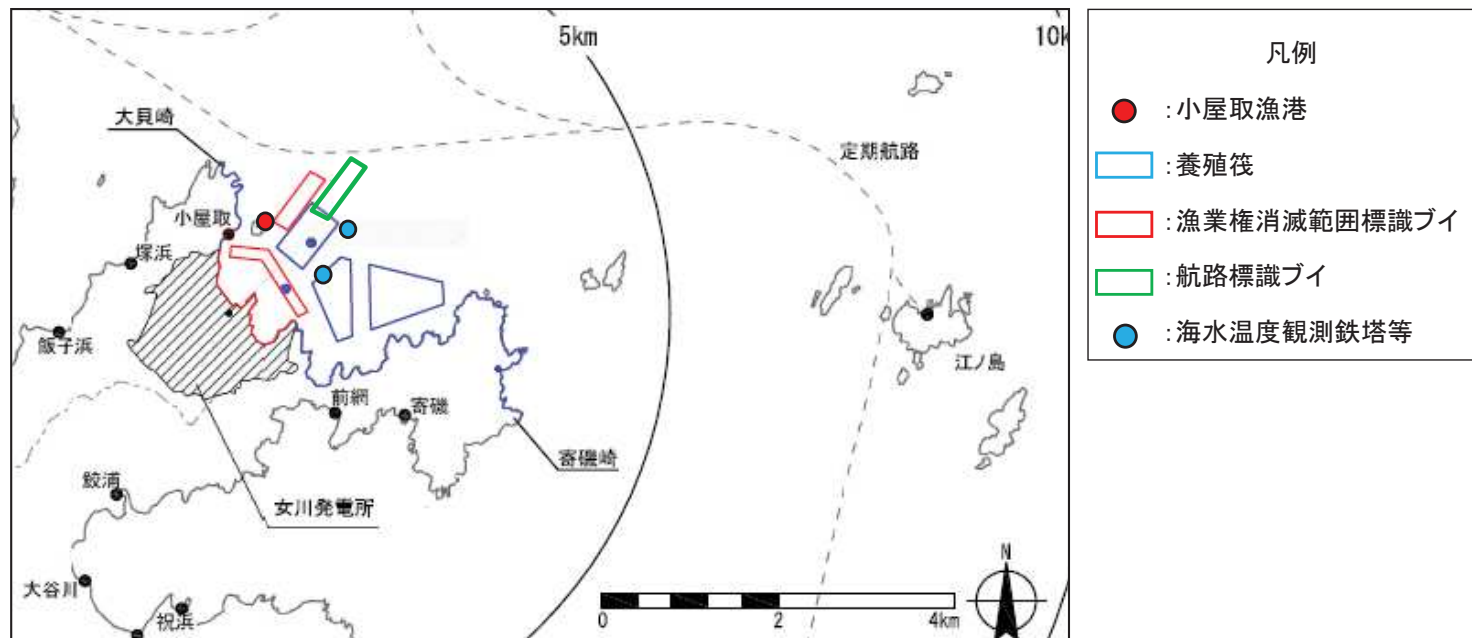 5km
10k
大貝崎
定期航路
小屋取
塚浜
飯子浜
江ノ島
前網
寄磯
寄磯崎
鮫浦
女川発電所
大谷川
祝浜
N
0
2
4km
凡例
:小屋取漁港
:養殖筏
:漁業権消滅範囲標識ブイ
:航路標識ブイ
:海水温度観測鉄塔等